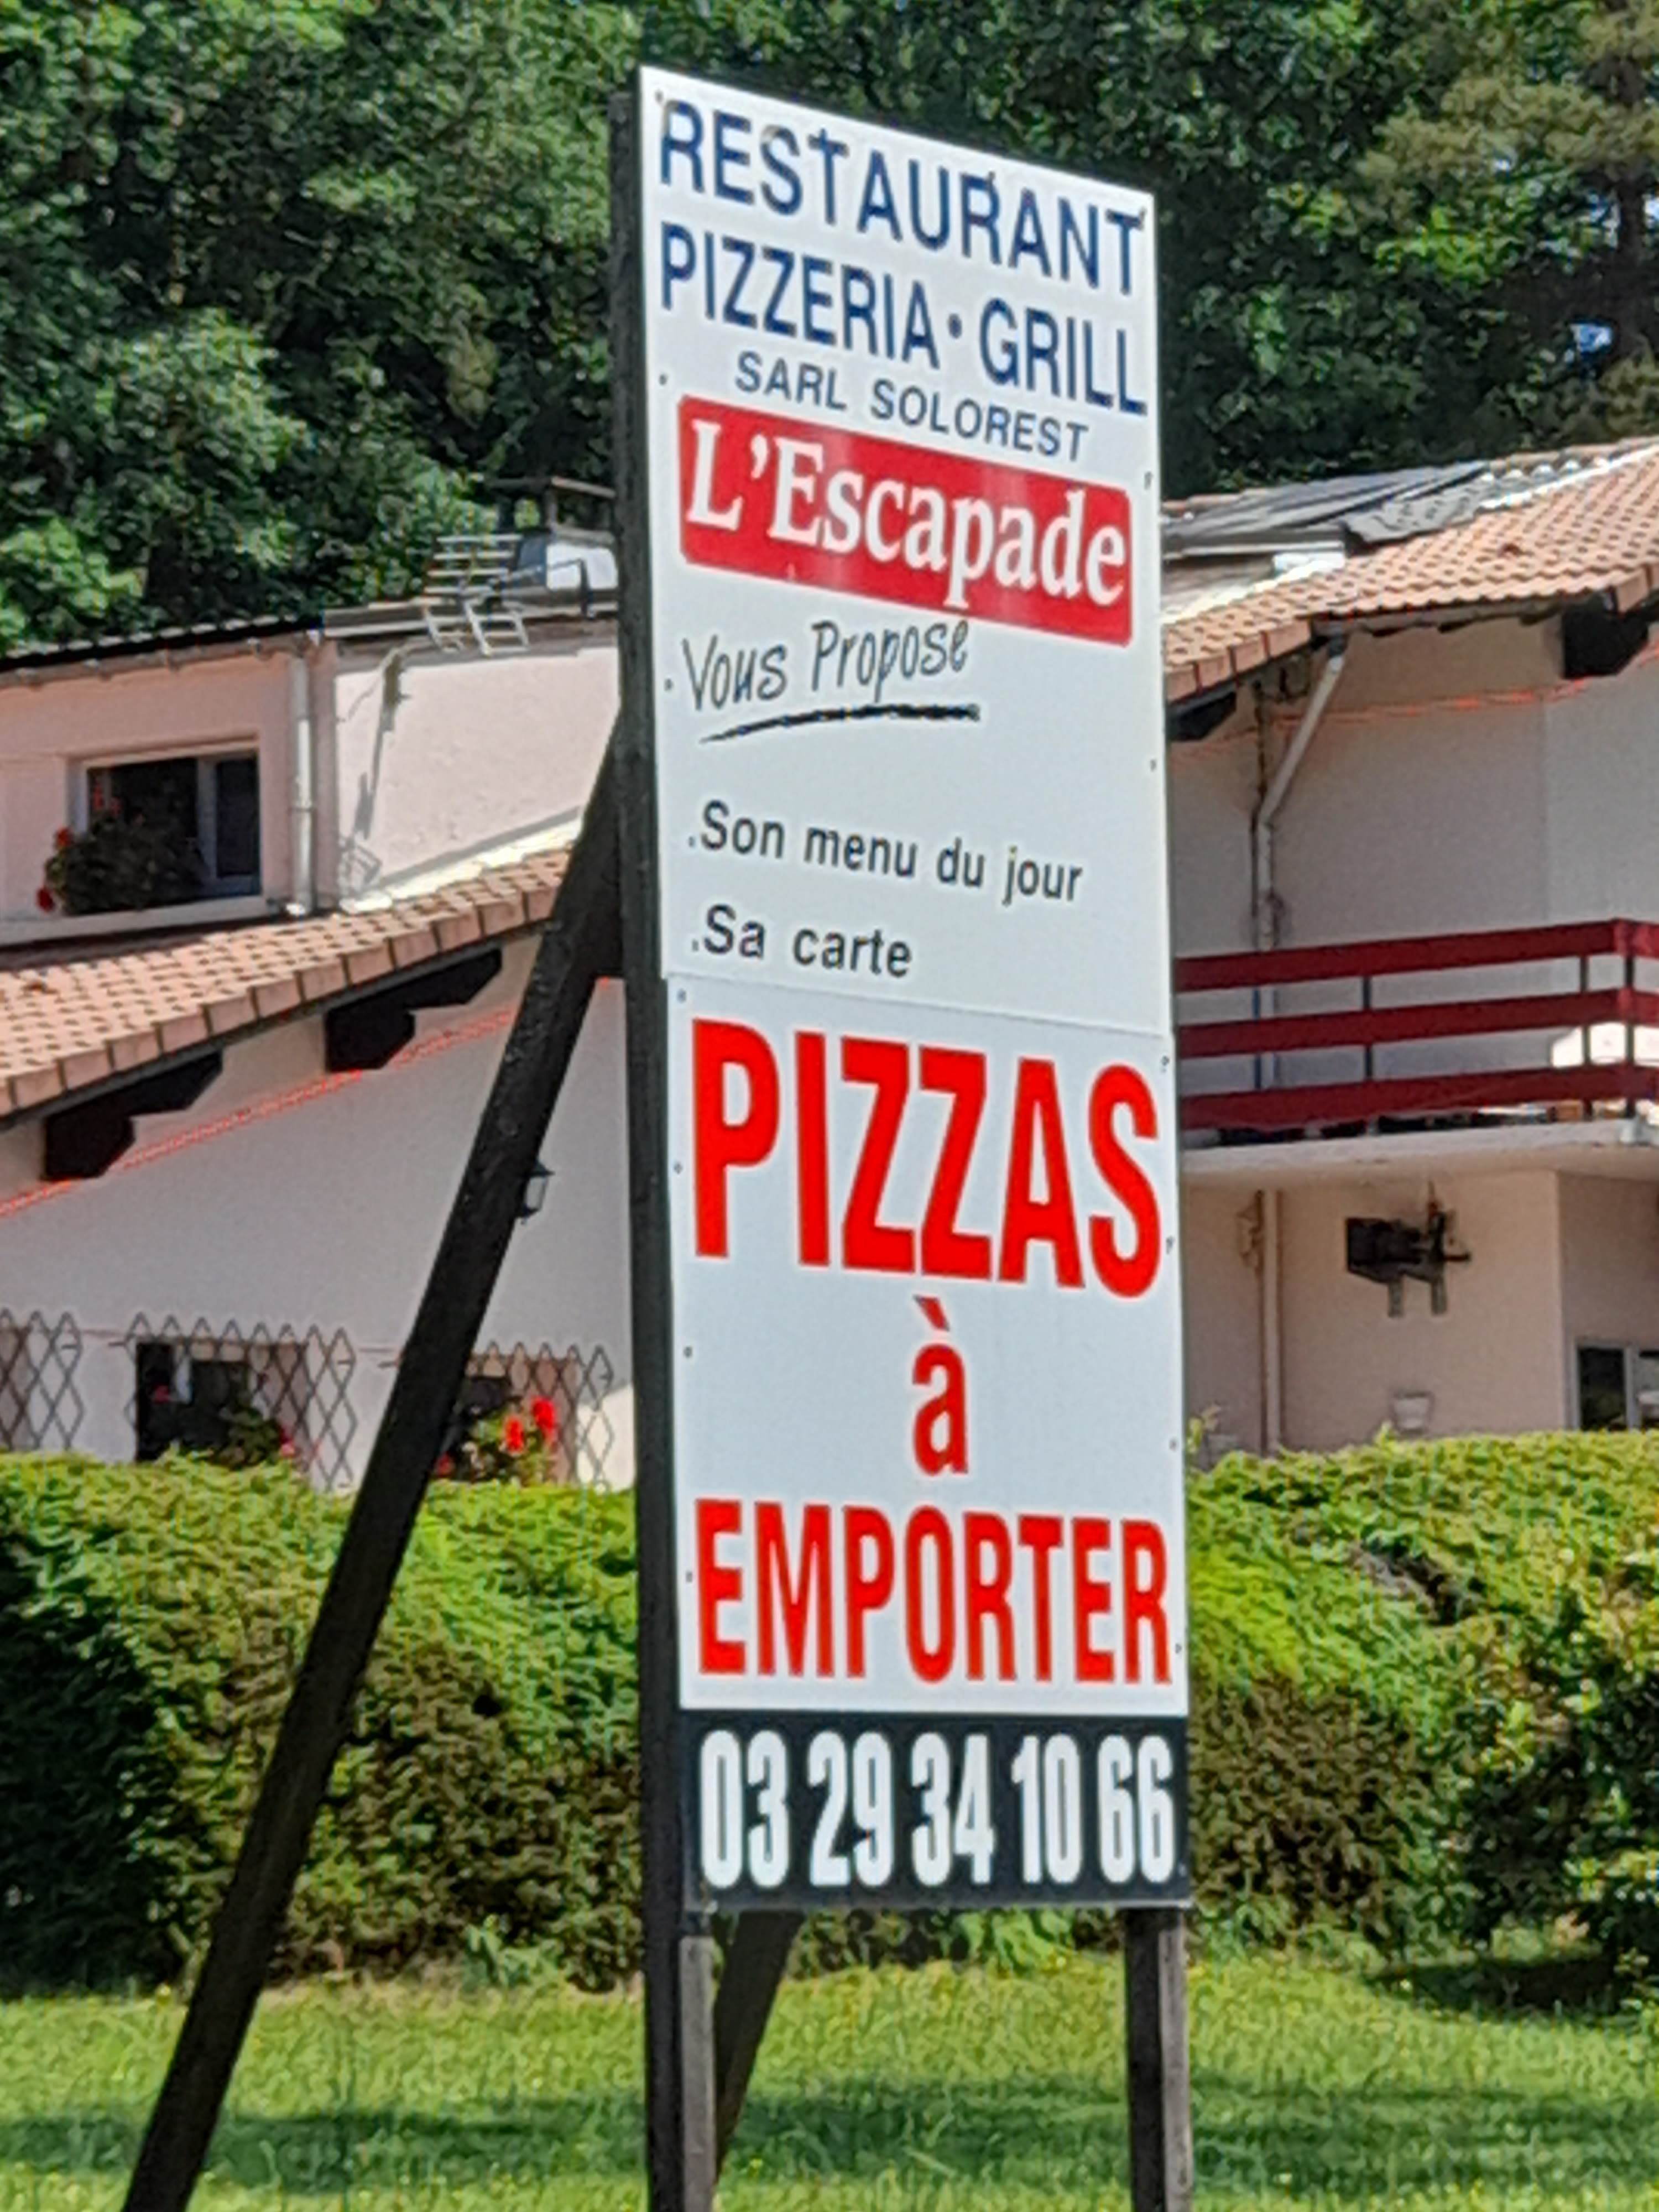 RESTAURANT
PIZZERIA • GRILL
SARL SOLOREST
L'Escapade
Vous Propose
.Son menu du jour
.Sa carte
PIZZAS
à
EMPORTER
03 29 34 10 66